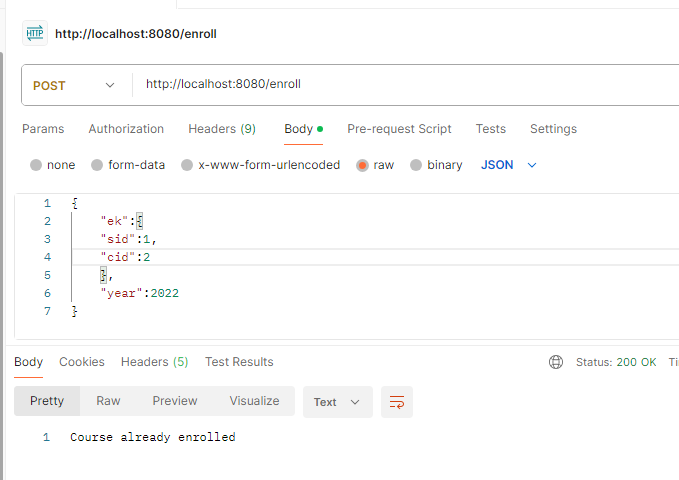 HTTP http://localhost:8080/enroll
POST http://localhost:8080/enroll
Params Authorization Headers (9) Body Pre-request Script Tests Settings
none form-data x-www-form-urlencoded raw binary JSON
1 {
2 "ek":{
3 "sid":1,
4 "cid":2
5 },
6 "year":2022
7 }
Body Cookies Headers (5) Test Results Status: 200 OK
Pretty Raw Preview Visualize Text
1 Course already enrolled